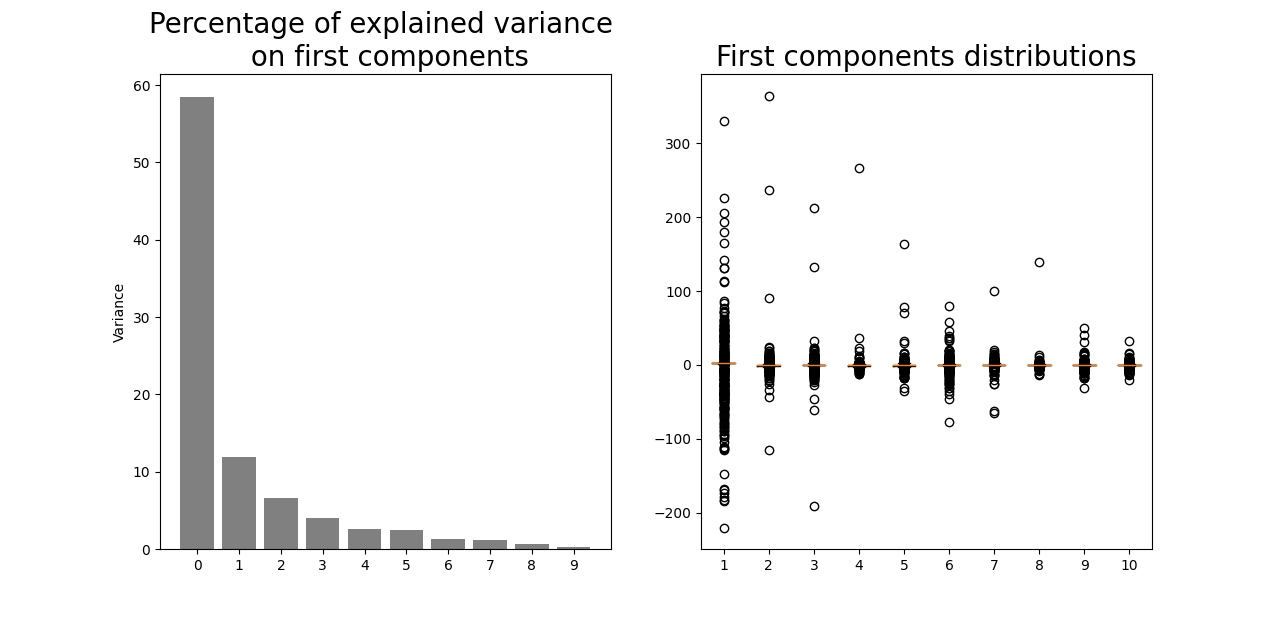 Percentage of explained variance
on first components
Variance
60
50
40
30
20
10
0
0 1 2 3 4 5 6 7 8 9
First components distributions
300
200
100
0
−100
−200
1 2 3 4 5 6 7 8 9 10